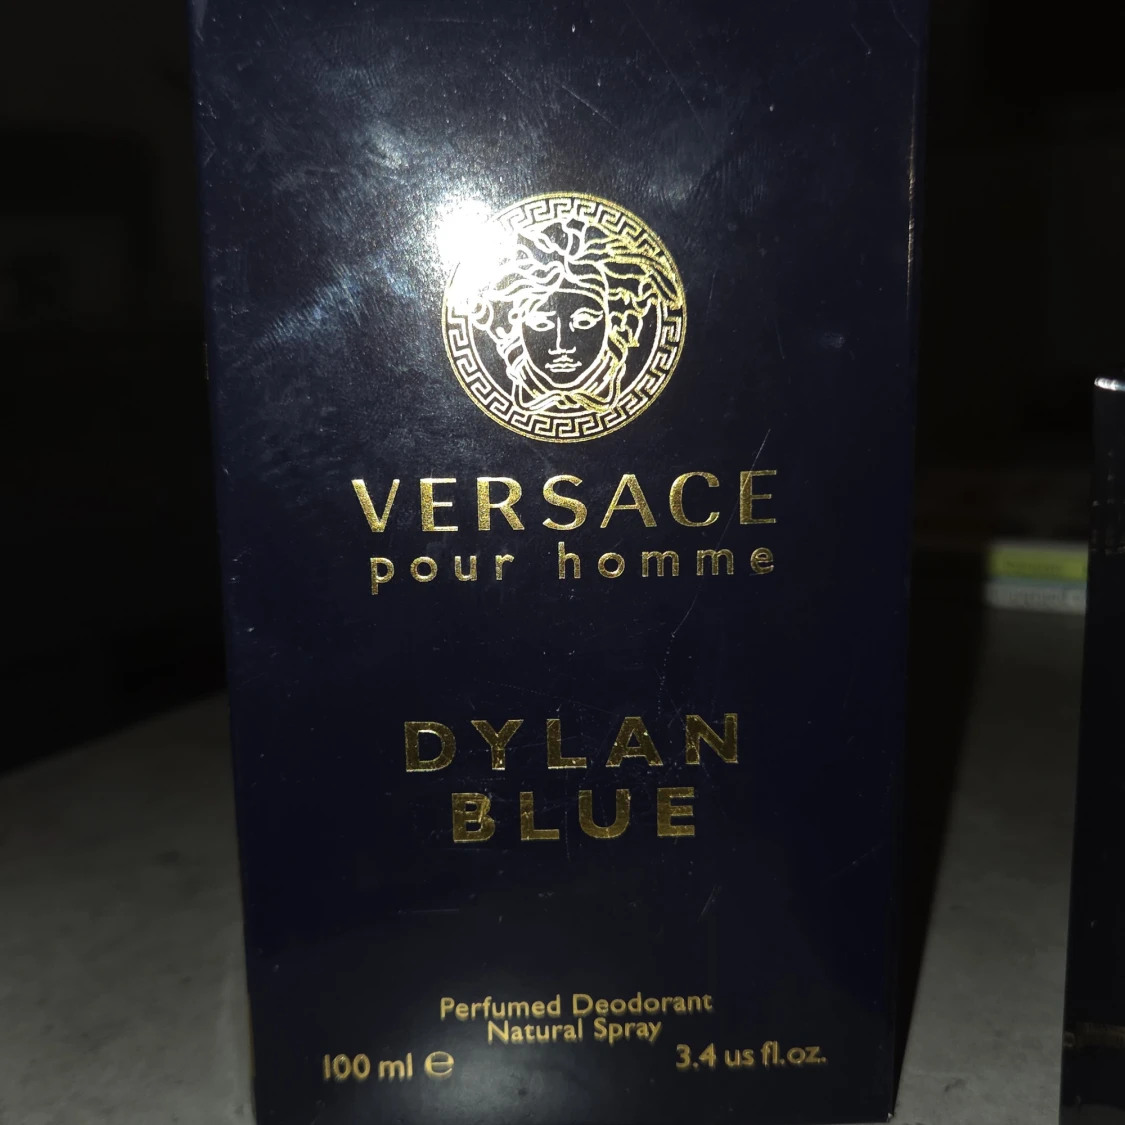 VERSACE
pour homme
DYLAN
BLUE
Perfumed Deodorant
Natural Spray
100 ml ℮
3.4 us fl.oz.